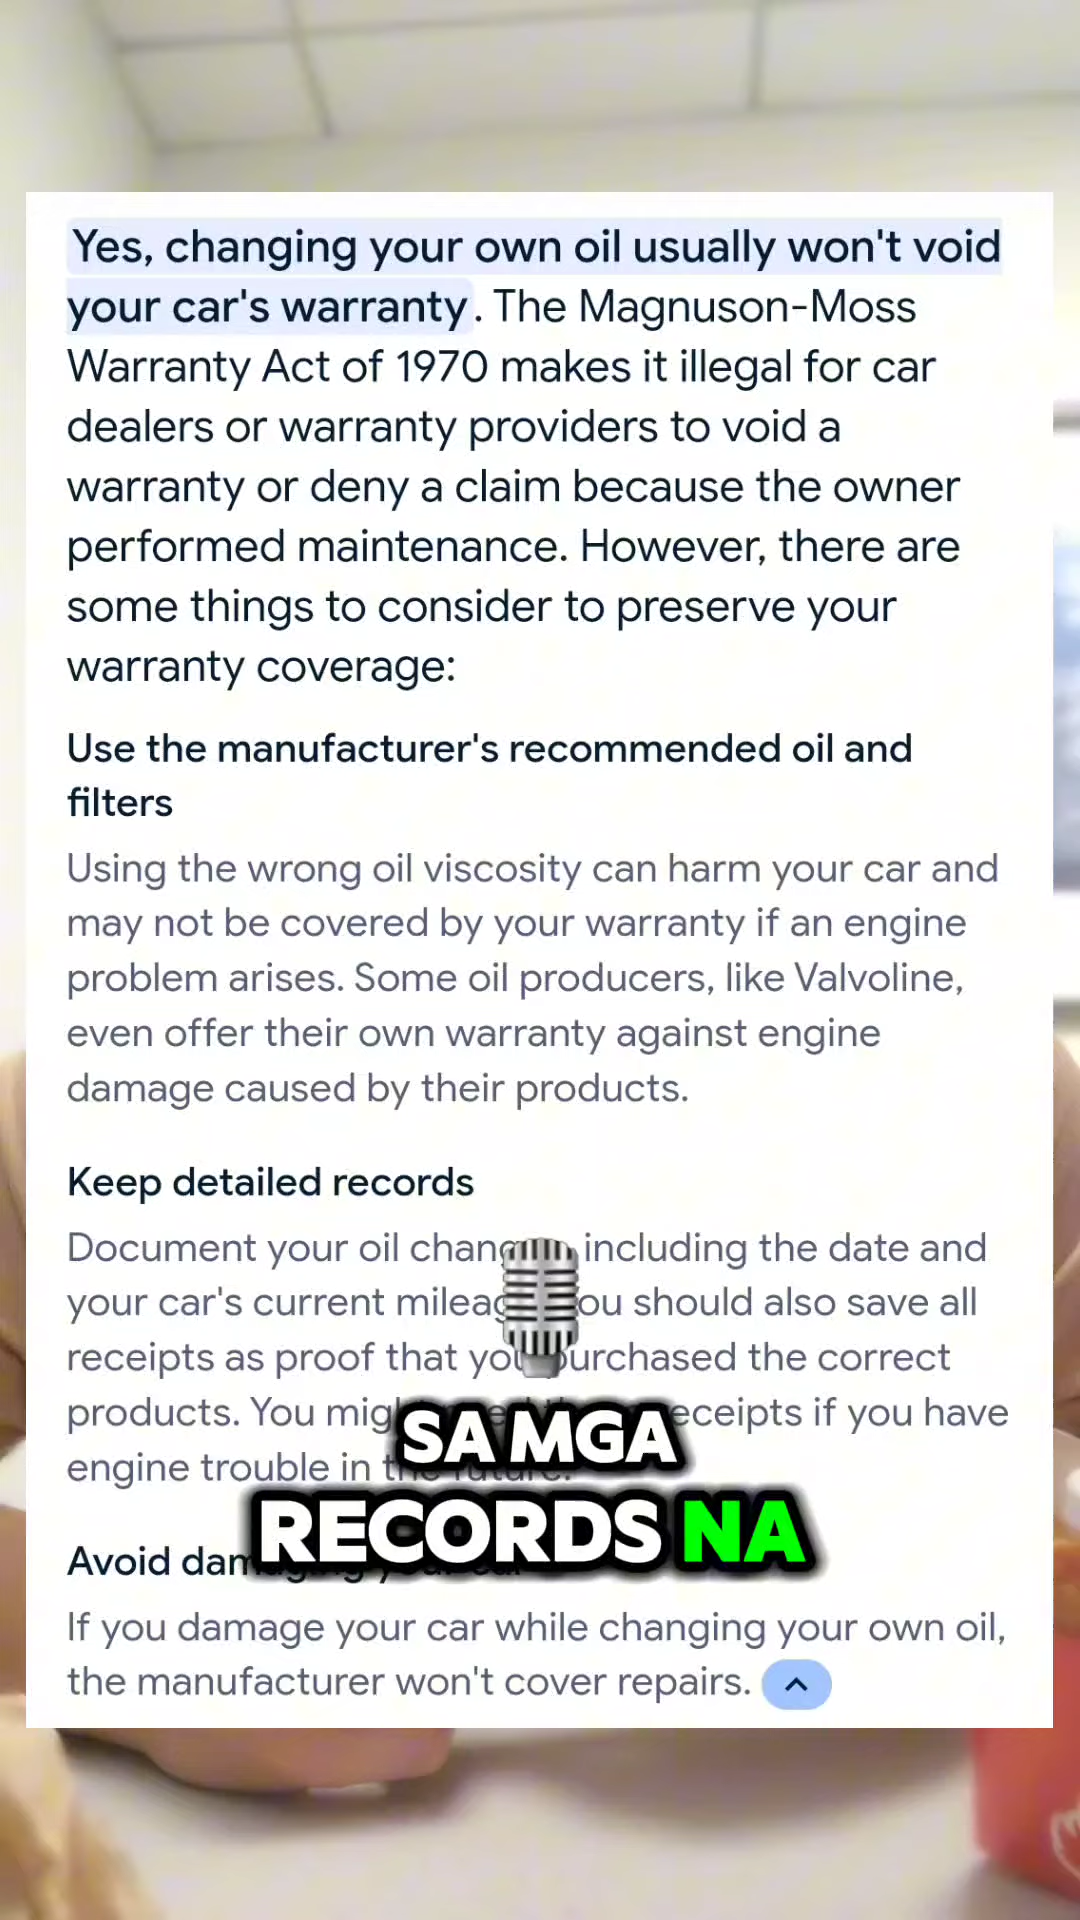 Yes, changing your own oil usually won't void
your car's warranty. The Magnuson-Moss
Warranty Act of 1970 makes it illegal for car
dealers or warranty providers to void a
warranty or deny a claim because the owner
performed maintenance. However, there are
some things to consider to preserve your
warranty coverage:
Use the manufacturer's recommended oil and
filters
Using the wrong oil viscosity can harm your car and
may not be covered by your warranty if an engine
problem arises. Some oil producers, like Valvoline,
even offer their own warranty against engine
damage caused by their products.
Keep detailed records
Document your oil including the date and
your car's current should also save all
receipts as proof that purchased the correct
products. You receipts if you have
engine trouble in
SA MGA
RECORDS NA
Avoid
If you damage your car while changing your own oil,
the manufacturer won't cover repairs.